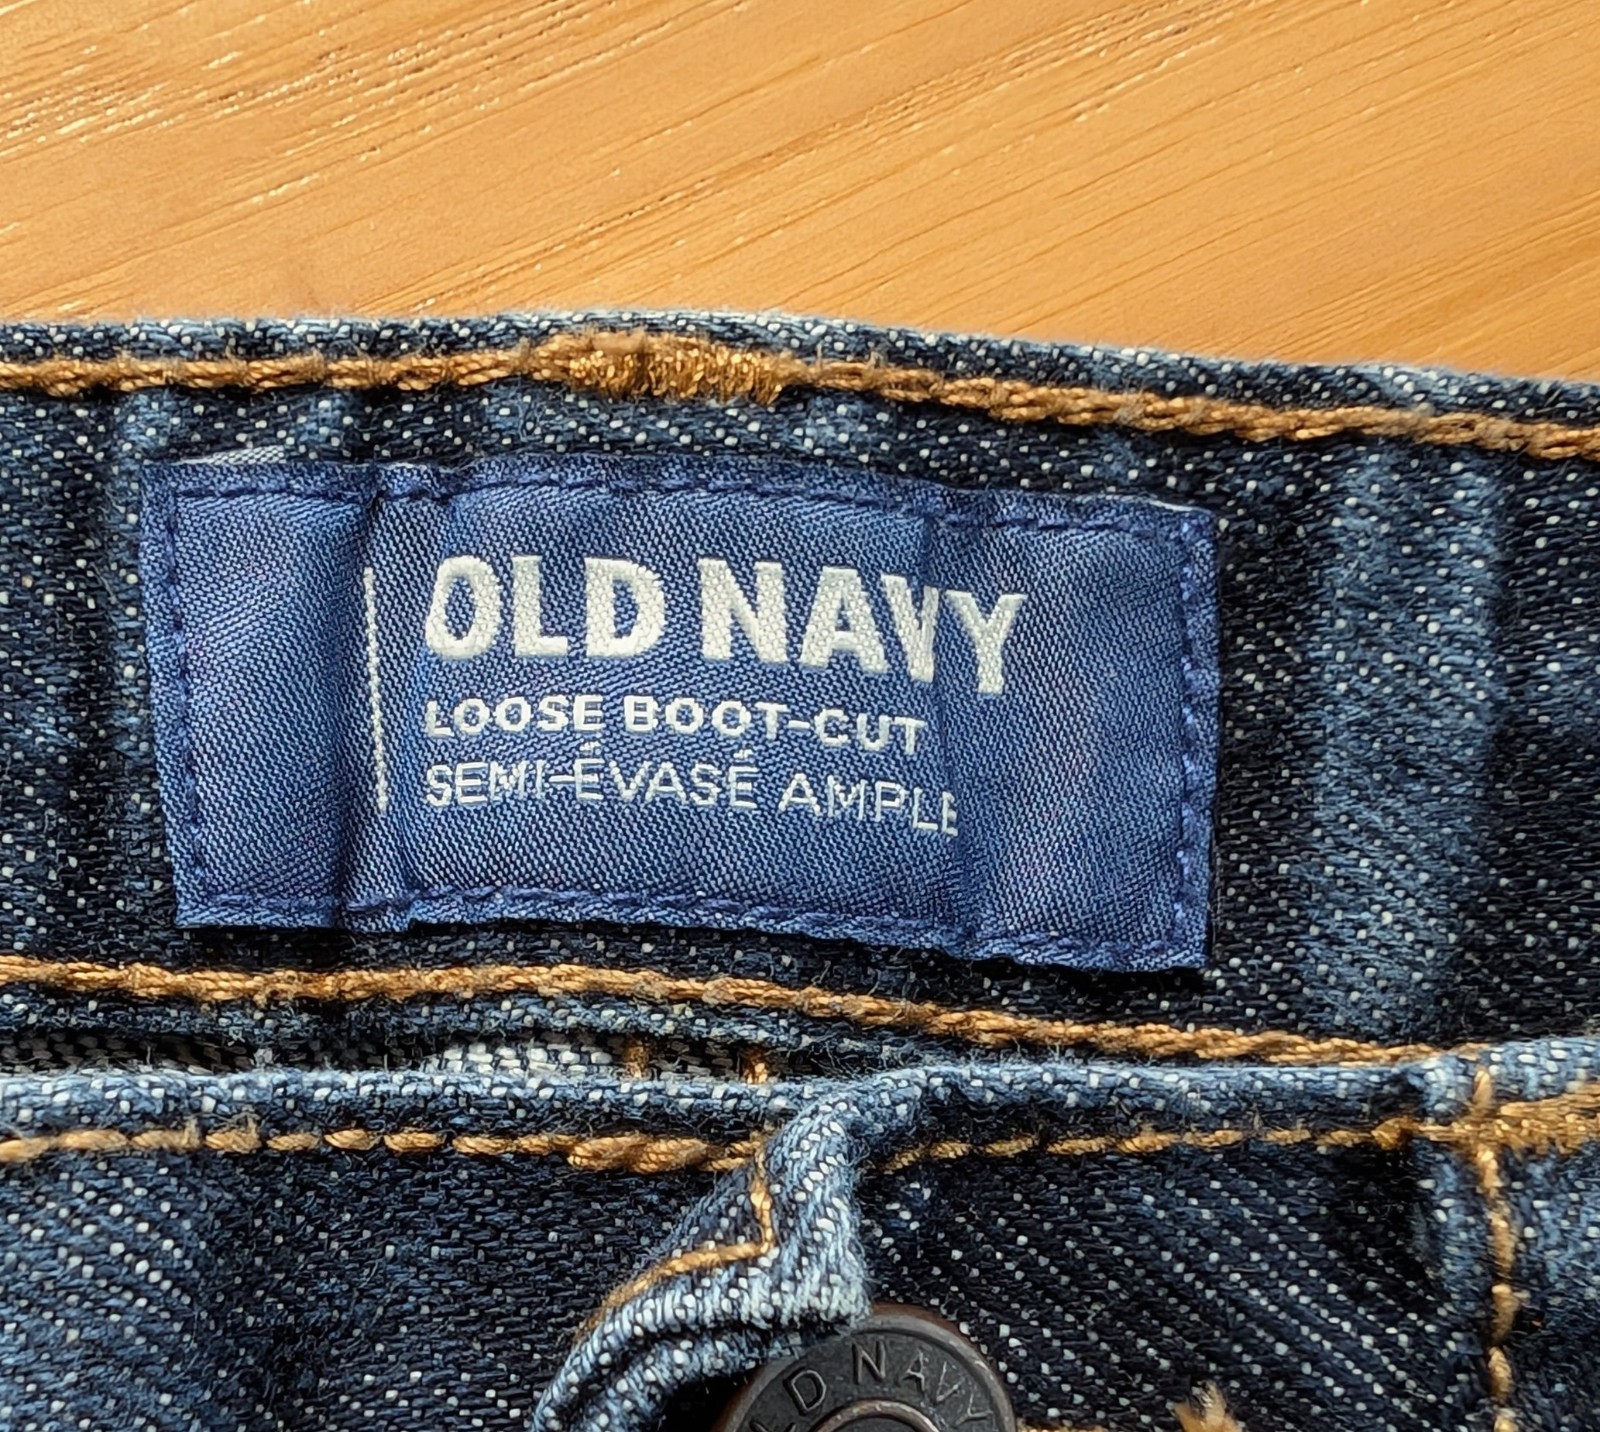 OLD NAVY
LOOSE BOOT-CUT
SEMI-ÉVASÉ AMPLE
OLD NAVY